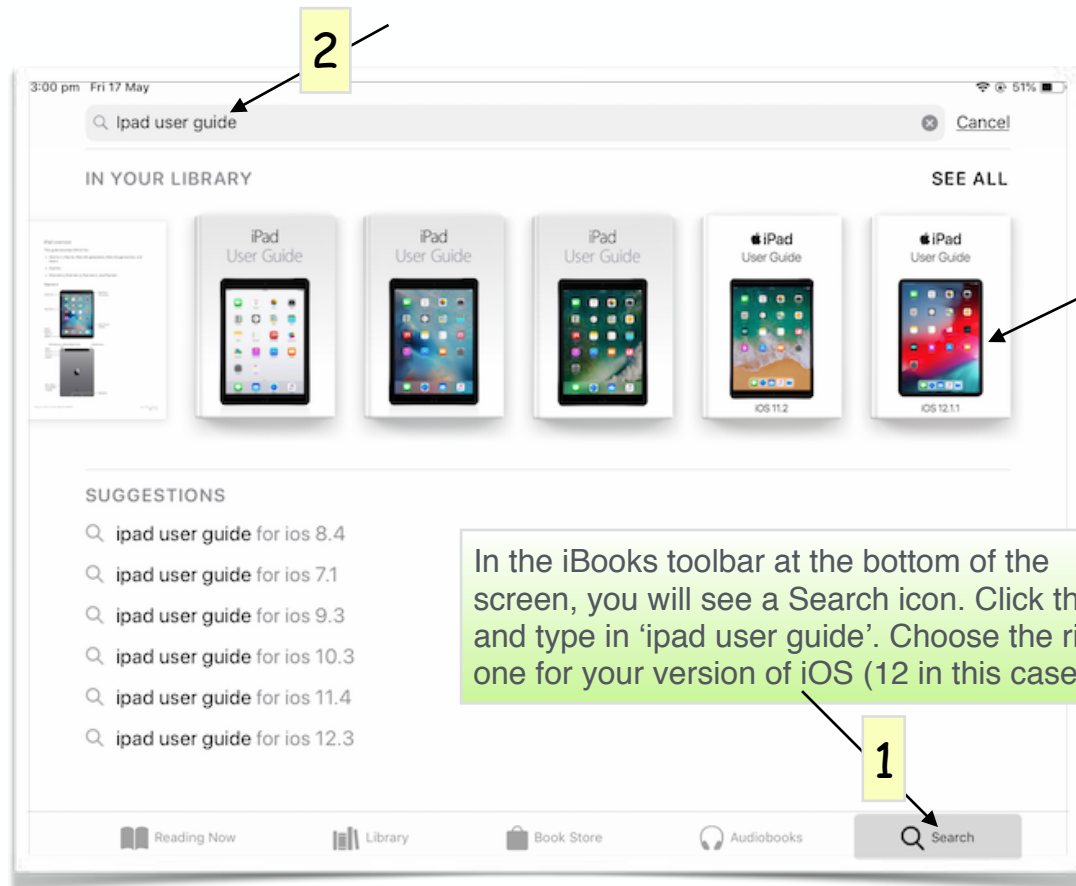 2
3:00 pm Fri 17 May
51%
Ipad user guide
Cancel
IN YOUR LIBRARY
SEE ALL
iPad
User Guide
iPad
User Guide
iPad
User Guide
iPad
User Guide
iOS 11.2
iPad
User Guide
iOS 12.1.1
SUGGESTIONS
ipad user guide for ios 8.4
ipad user guide for ios 7.1
ipad user guide for ios 9.3
ipad user guide for ios 10.3
ipad user guide for ios 11.4
ipad user guide for ios 12.3
In the iBooks toolbar at the bottom of the
screen, you will see a Search icon. Click th
and type in ‘ipad user guide’. Choose the ri
one for your version of iOS (12 in this case
1
Reading Now
Library
Book Store
Audiobooks
Search